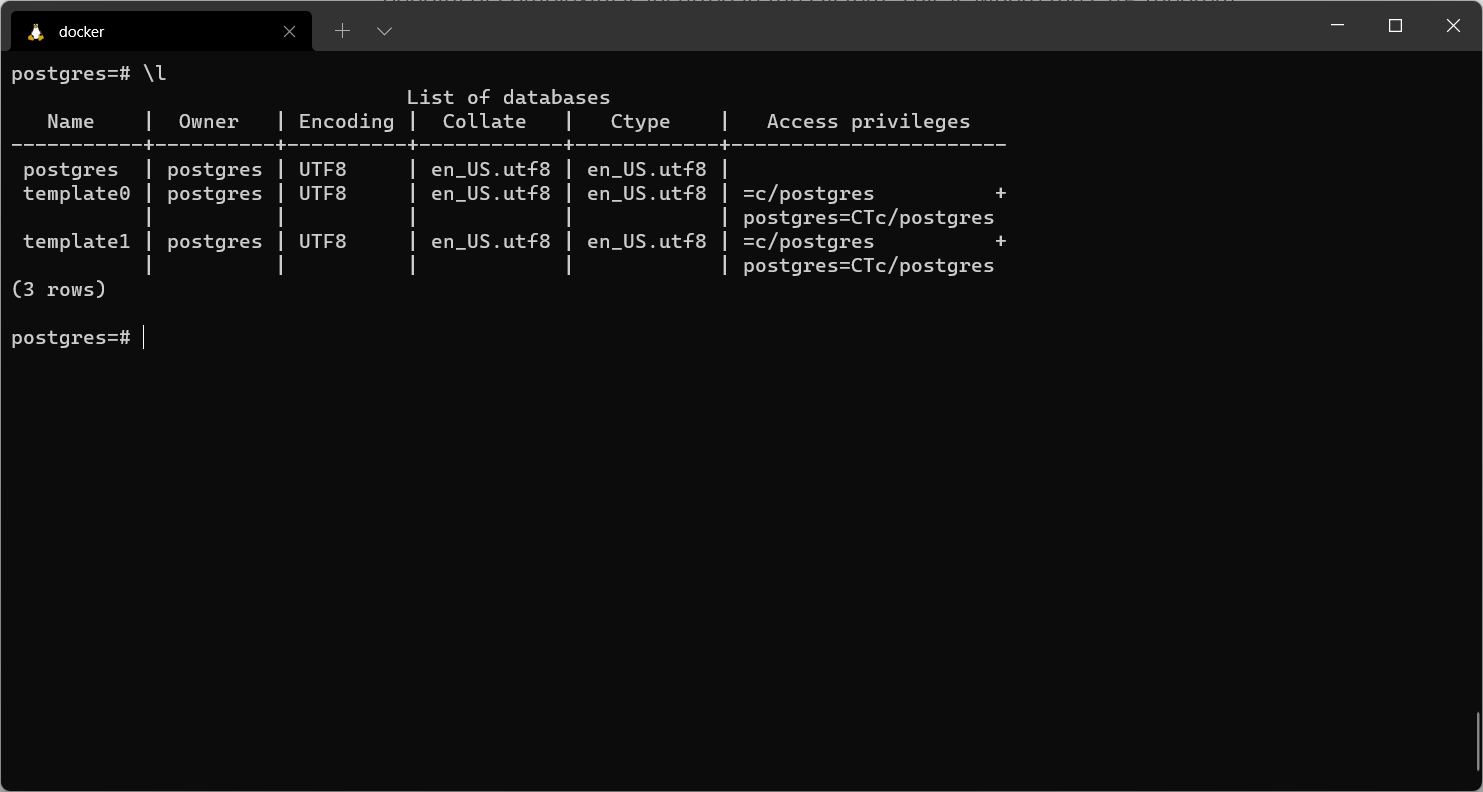 docker
postgres=# \l
                                 List of databases
   Name    |  Owner   | Encoding |  Collate   |   Ctype    |   Access privileges
-----------+----------+----------+------------+------------+-----------------------
 postgres  | postgres | UTF8     | en_US.utf8 | en_US.utf8 |
 template0 | postgres | UTF8     | en_US.utf8 | en_US.utf8 | =c/postgres          +
           |          |          |            |            | postgres=CTc/postgres
 template1 | postgres | UTF8     | en_US.utf8 | en_US.utf8 | =c/postgres          +
           |          |          |            |            | postgres=CTc/postgres
(3 rows)
postgres=#